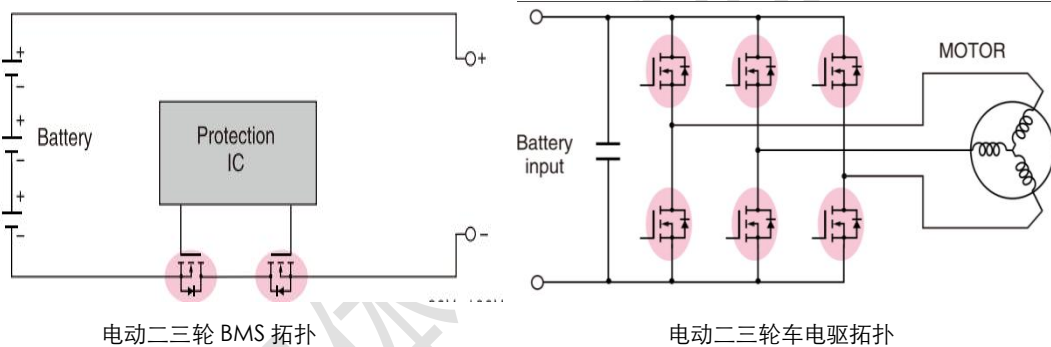 +
−
+
−
+
−
Battery
Protection
IC
+
−
Battery
input
MOTOR
电动二三轮 BMS 拓扑
电动二三轮车电驱拓扑